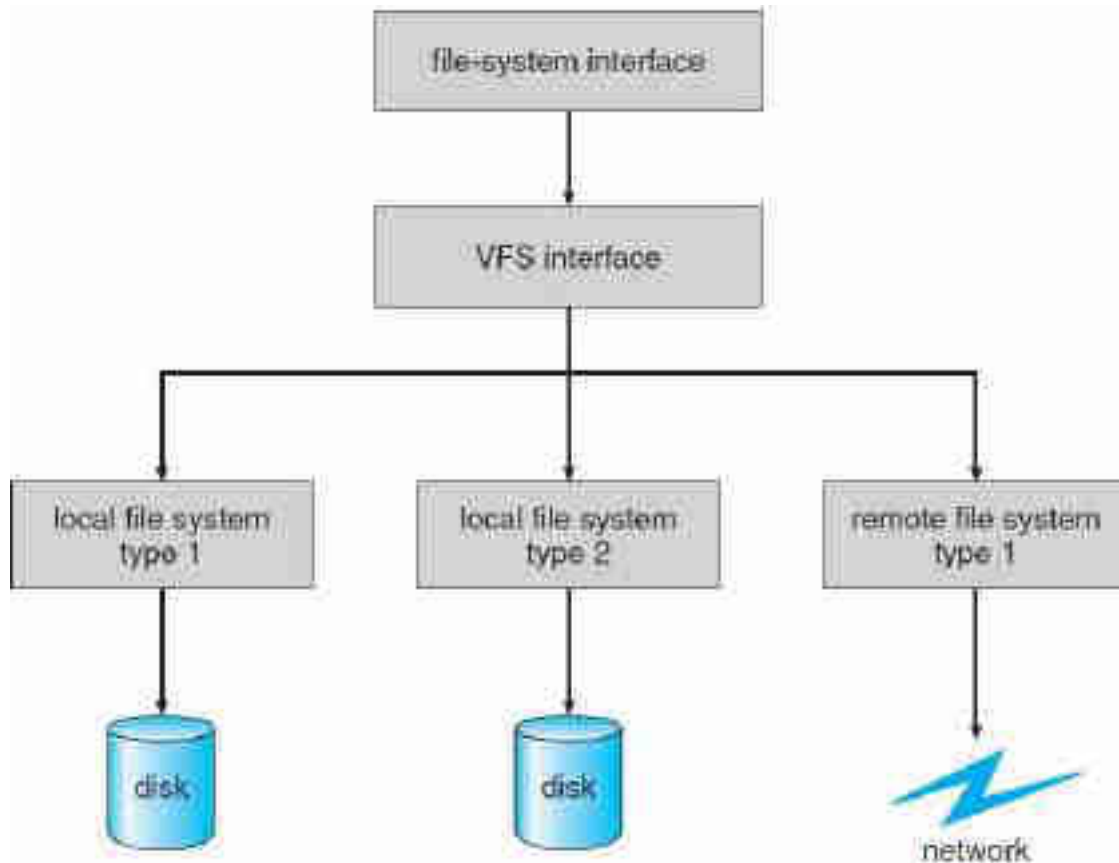 file-system interface
VFS interface
local file system
type 1
local file system
type 2
remote file system
type 1
disk
disk
network